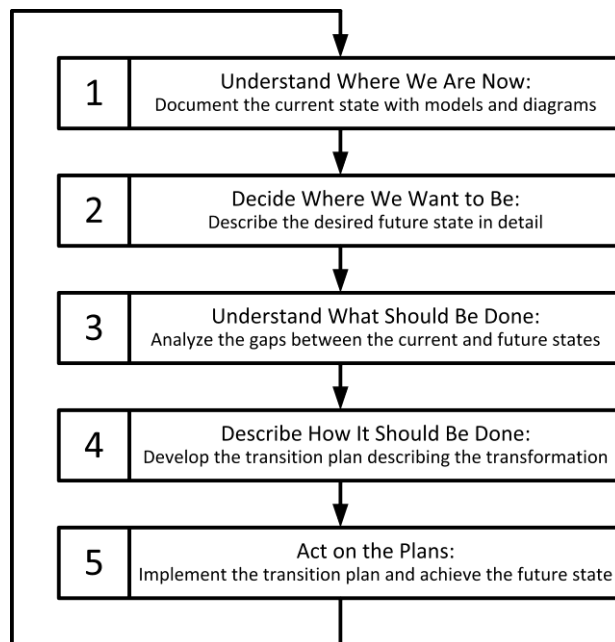 1
Understand Where We Are Now:
Document the current state with models and diagrams
2
Decide Where We Want to Be:
Describe the desired future state in detail
3
Understand What Should Be Done:
Analyze the gaps between the current and future states
4
Describe How It Should Be Done:
Develop the transition plan describing the transformation
5
Act on the Plans:
Implement the transition plan and achieve the future state